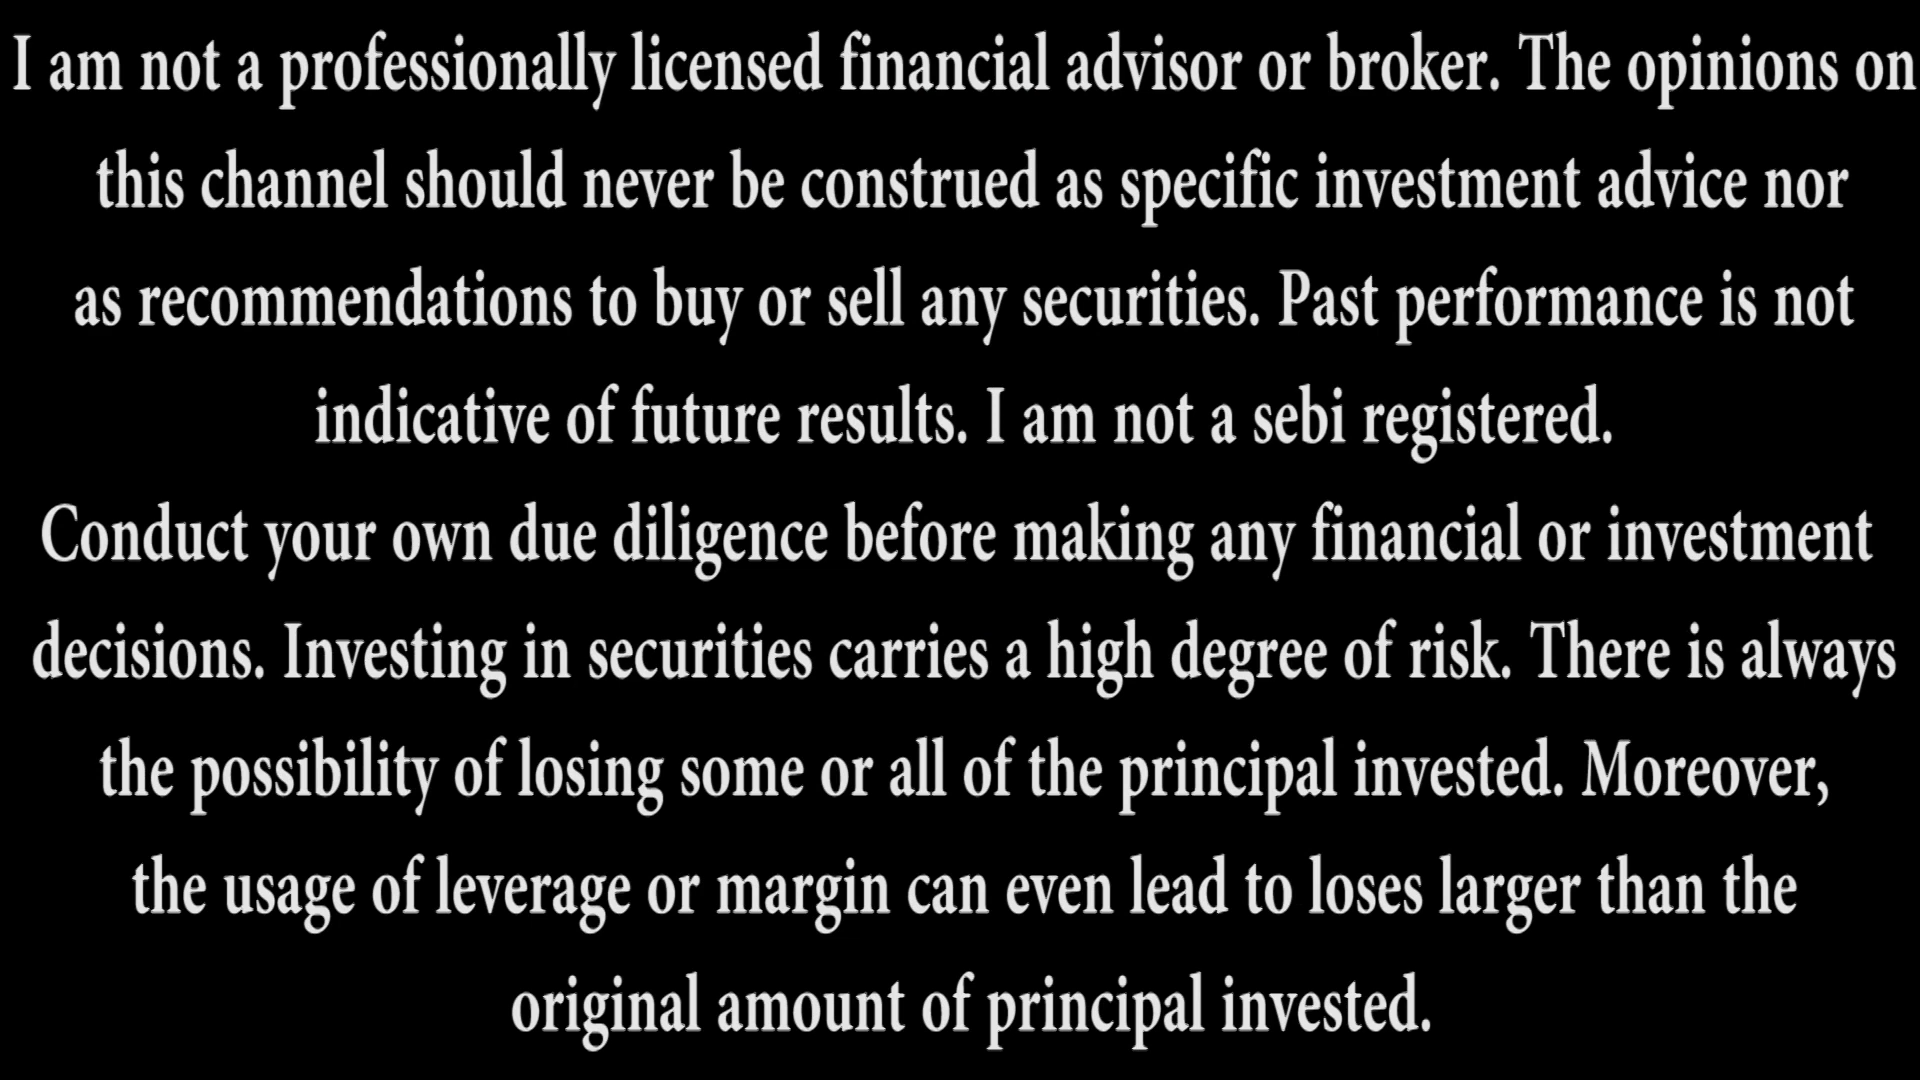 I am not a professionally licensed financial advisor or broker. The opinions on
this channel should never be construed as specific investment advice nor
as recommendations to buy or sell any securities. Past performance is not
indicative of future results. I am not a sebi registered.
Conduct your own due diligence before making any financial or investment
decisions. Investing in securities carries a high degree of risk. There is always
the possibility of losing some or all of the principal invested. Moreover,
the usage of leverage or margin can even lead to loses larger than the
original amount of principal invested.